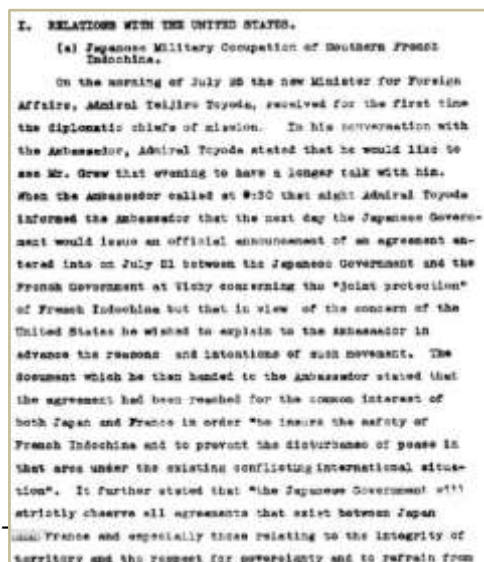 I. RELATIONS WITH THE UNITED STATES.
(a) Japanese Military Occupation of Southern French
Indochina.
On the morning of July 25 the new Minister for Foreign
Affairs, Admiral Teijiro Toyoda, received for the first time
the diplomatic chiefs of mission. In his conversation with
the Ambassador, Admiral Toyoda stated that he would like to
see Mr. Grew that evening to have a longer talk with him.
When the Ambassador called at 9:30 that night Admiral Toyoda
informed the Ambassador that the next day the Japanese Govern-
ment would issue an official announcement of an agreement en-
tered into on July 21 between the Japanese Government and the
French Government at Vichy concerning the "joint protection"
of French Indochina but that in view of the concern of the
United States he wished to explain to the Ambassador in
advance the reasons and intentions of such movement. The
document which he then handed to the Ambassador stated that
the agreement had been reached for the common interest of
both Japan and France in order "to insure the safety of
French Indochina and to prevent the disturbance of peace in
that area under the existing conflicting international situa-
tion". It further stated that "the Japanese Government will
strictly observe all agreements that exist between Japan
France and especially those relating to the integrity of
territory and the respect for sovereignty and to refrain from